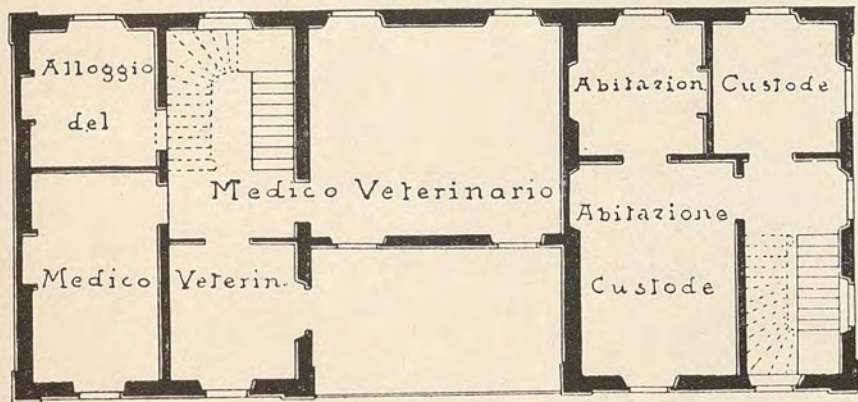 Alloggio
del
Medico Veterinario
Medico Veterin.
Abitazion. Custode
Abitazione
Custode